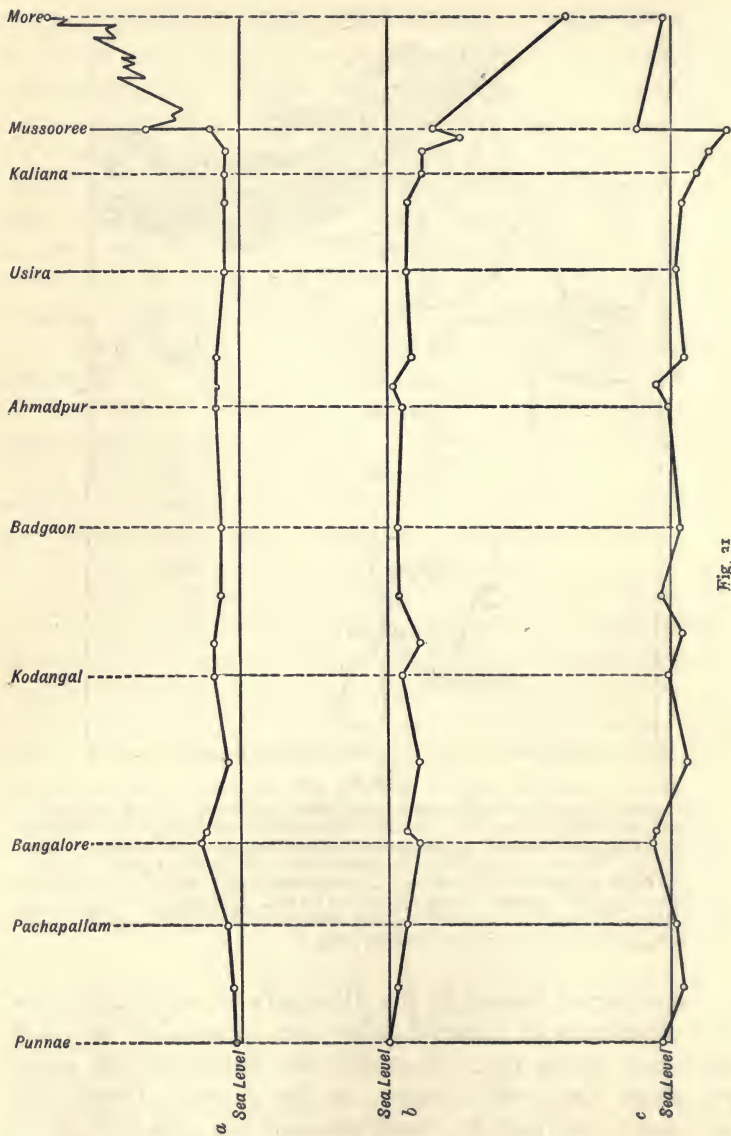 More
Mussooree
Kaliana
Usira
Ahmadpur
Badgaon
Kodangal
Bangalore
Pachapallam
Punnae
a
Sea Level
Sea Level
b
c
Sea Level
Fig. 21